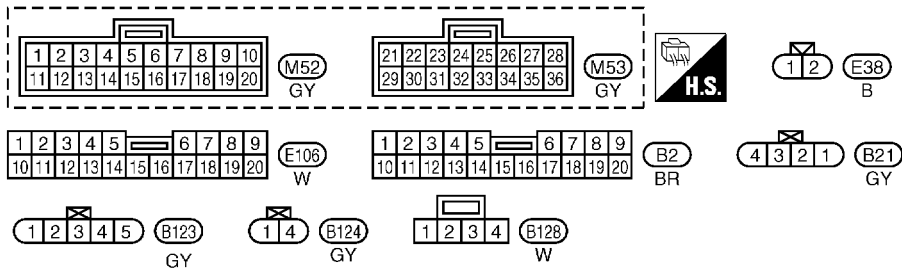 1 2 3 4 5 6 7 8 9 10
11 12 13 14 15 16 17 18 19 20
M52
GY
21 22 23 24 25 26 27 28
29 30 31 32 33 34 35 36
M53
GY
H.S.
1 2
E38
B
1 2 3 4 5 6 7 8 9
10 11 12 13 14 15 16 17 18 19 20
E106
W
1 2 3 4 5 6 7 8 9
10 11 12 13 14 15 16 17 18 19 20
B2
BR
4 3 2 1
B21
GY
1 2 3 4 5
B123
GY
1 4
B124
GY
1 2 3 4
B128
W